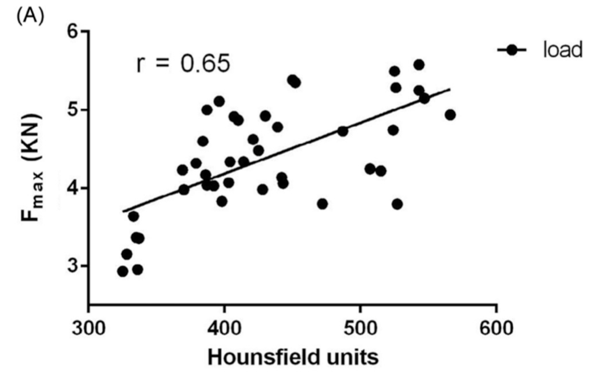 (A)
r = 0.65
load
6
5
4
3
Fmax (KN)
300 400 500 600
Hounsfield units